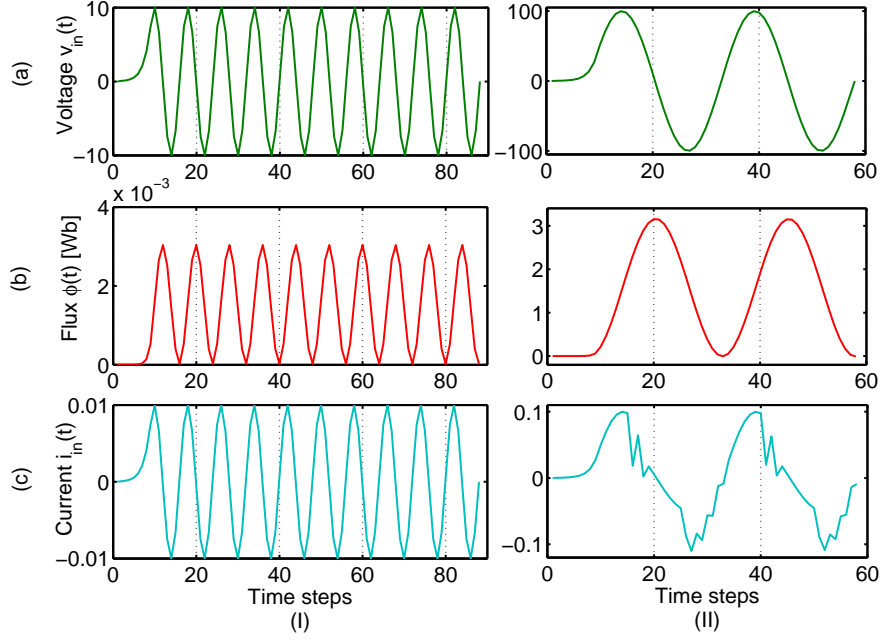 (a)
Voltage v_in(t)
10
0
−10
0 20 40 60 80
100
0
−100
0 20 40 60
x 10^−3
(b)
Flux ϕ(t) [Wb]
4
2
0
0 20 40 60 80
3
2
1
0
0 20 40 60
(c)
Current i_in(t)
0.01
0
−0.01
0 20 40 60 80
Time steps
(I)
0.1
0
−0.1
0 20 40 60
Time steps
(II)